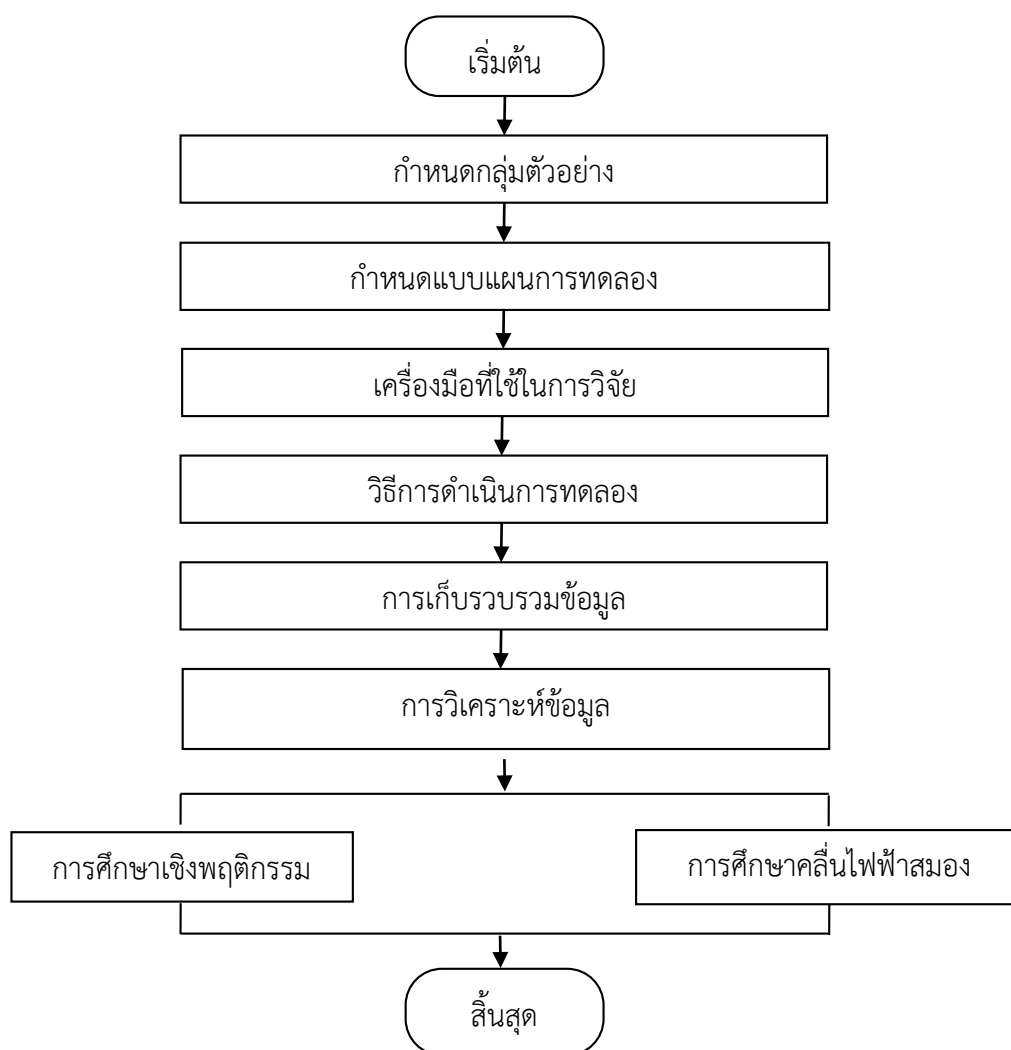 เริ่มต้น
กำหนดกลุ่มตัวอย่าง
กำหนดแบบแผนการทดลอง
เครื่องมือที่ใช้ในการวิจัย
วิธีการดำเนินการทดลอง
การเก็บรวบรวมข้อมูล
การวิเคราะห์ข้อมูล
การศึกษาเชิงพฤติกรรม
การศึกษาคลื่นไฟฟ้าสมอง
สิ้นสุด